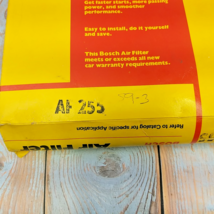 Get faster starts, more passing
power, and smoother
performance.
Easy to install, do it yourself
and save.
This Bosch Air Filter
meets or exceeds all new
car warranty requirements.
AF 255
Refer to Catalog for specific Application
Air Filter